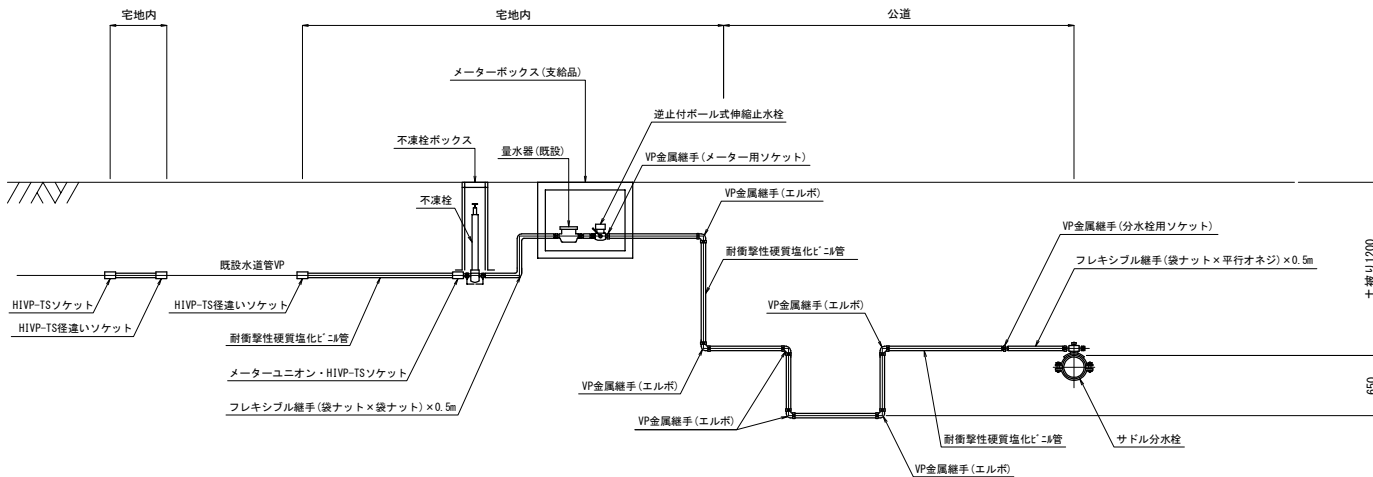 宅地内
宅地内
公道
メーターボックス(支給品)
逆止付ボール式伸縮止水栓
不凍栓ボックス
量水器(既設)
VP金属継手(メーター用ソケット)
不凍栓
VP金属継手(エルボ)
VP金属継手(分水栓用ソケット)
耐衝撃性硬質塩化ビニル管
フレキシブル継手(袋ナット×平行オネジ)×0.5m
既設水道管VP
HIVP-TSソケット
HIVP-TS径違いソケット
HIVP-TS径違いソケット
VP金属継手(エルボ)
耐衝撃性硬質塩化ビニル管
メーターユニオン・HIVP-TSソケット
VP金属継手(エルボ)
フレキシブル継手(袋ナット×袋ナット)×0.5m
VP金属継手(エルボ)
耐衝撃性硬質塩化ビニル管
サドル分水栓
VP金属継手(エルボ)
650